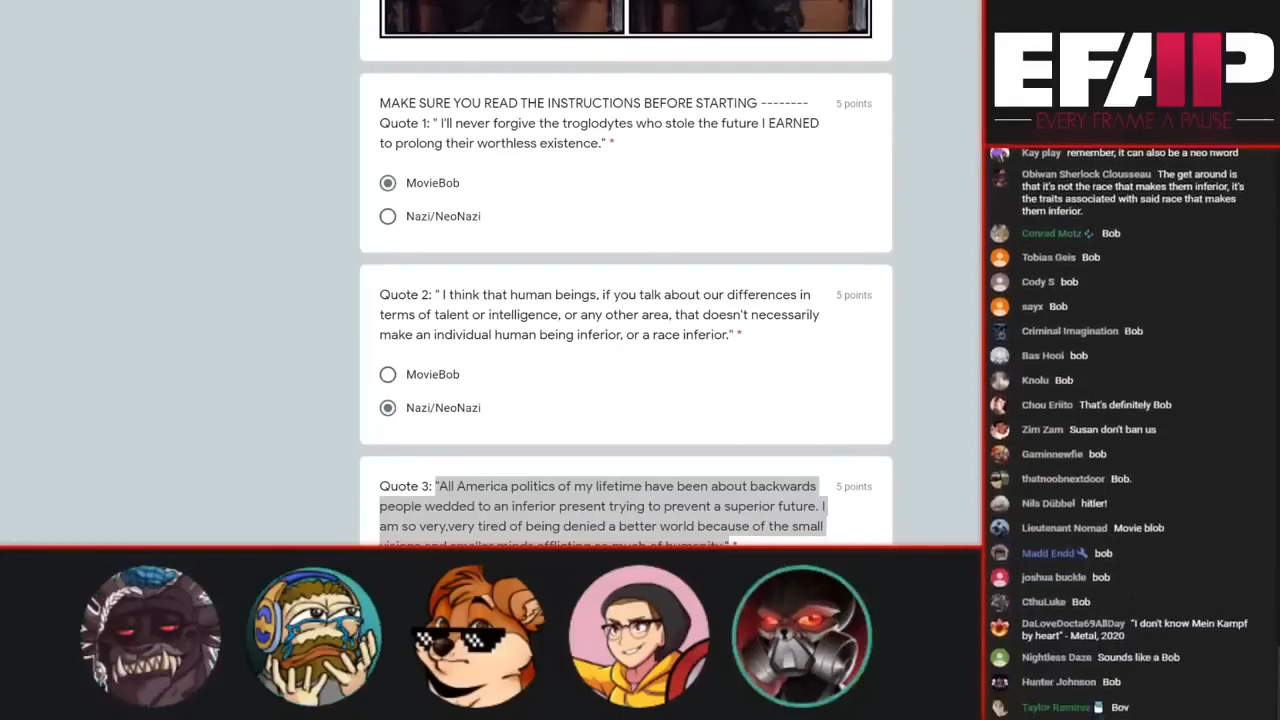 MAKE SURE YOU READ THE INSTRUCTIONS BEFORE STARTING --------
5 points
Quote 1: " I'll never forgive the troglodytes who stole the future I EARNED
to prolong their worthless existence." *
MovieBob
Nazi/NeoNazi
Quote 2: " I think that human beings, if you talk about our differences in
5 points
terms of talent or intelligence, or any other area, that doesn't necessarily
make an individual human being inferior, or a race inferior." *
MovieBob
Nazi/NeoNazi
Quote 3: "All America politics of my lifetime have been about backwards
5 points
people wedded to an inferior present trying to prevent a superior future. I
am so very,very tired of being denied a better world because of the small
visions and smaller minds afflicting so much of humanity." *
EFAP
EVERY FRAME A PAUSE
Kay play remember, it can also be a neo nword
Obiwan Sherlock Clousseau The get around is
that it's not the race that makes them inferior, it's
the traits associated with said race that makes
them inferior.
Conrad Motz Bob
Tobias Geis Bob
Cody S bob
sayx Bob
Criminal Imagination Bob
Bas Hooi bob
Knolu Bob
Chou Eriito That's definitely Bob
Zim Zam Susan don't ban us
Gaminnewfie bob
thatnoobnextdoor Bob.
Nils Dübbel hitler!
Lieutenant Nomad Movie blob
Madd Endd bob
joshua buckle bob
CthuLuke Bob
DaLoveDocta69AllDay "I don't know Mein Kampf
by heart" - Metal, 2020
Nightless Daze Sounds like a Bob
Hunter Johnson Bob
Taylor Ramirez Bov